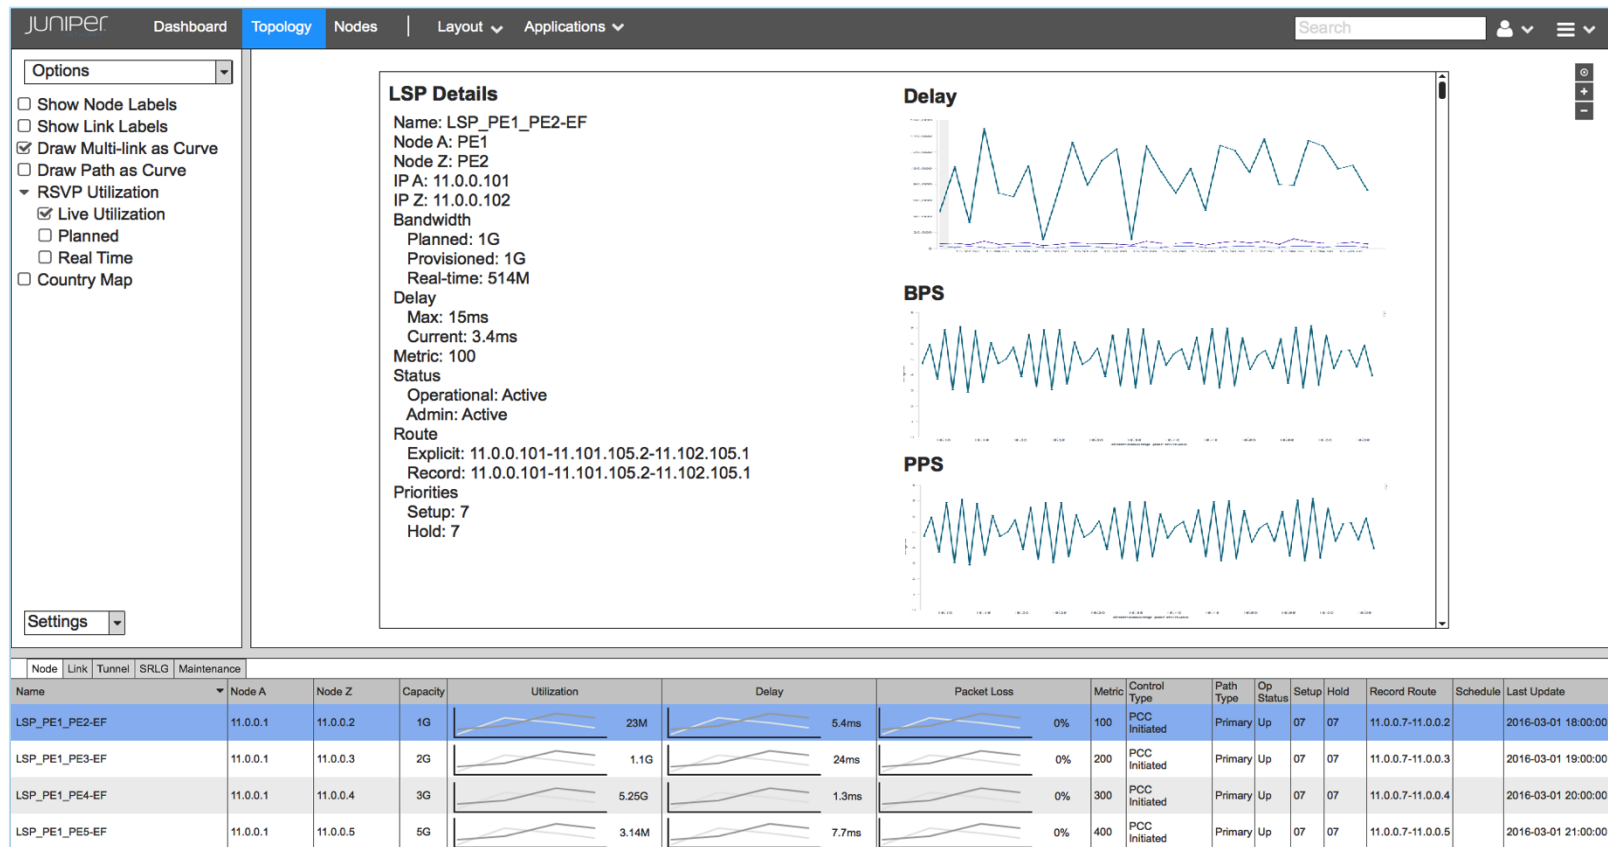 JUNIPer
Dashboard
Topology
Nodes
Layout
Applications
Search
Options
Show Node Labels
Show Link Labels
Draw Multi-link as Curve
Draw Path as Curve
RSVP Utilization
Live Utilization
Planned
Real Time
Country Map
Settings
LSP Details
Name: LSP_PE1_PE2-EF
Node A: PE1
Node Z: PE2
IP A: 11.0.0.101
IP Z: 11.0.0.102
Bandwidth
Planned: 1G
Provisioned: 1G
Real-time: 514M
Delay
Max: 15ms
Current: 3.4ms
Metric: 100
Status
Operational: Active
Admin: Active
Route
Explicit: 11.0.0.101-11.101.105.2-11.102.105.1
Record: 11.0.0.101-11.101.105.2-11.102.105.1
Priorities
Setup: 7
Hold: 7
Delay
BPS
PPS
Node Link Tunnel SRLG Maintenance
Name Node A Node Z Capacity Utilization Delay Packet Loss Metric Control Type Path Type Op Status Setup Hold Record Route Schedule Last Update
LSP_PE1_PE2-EF 11.0.0.1 11.0.0.2 1G 23M 5.4ms 0% 100 PCC Initiated Primary Up 07 07 11.0.0.7-11.0.0.2 2016-03-01 18:00:00
LSP_PE1_PE3-EF 11.0.0.1 11.0.0.3 2G 1.1G 24ms 0% 200 PCC Initiated Primary Up 07 07 11.0.0.7-11.0.0.3 2016-03-01 19:00:00
LSP_PE1_PE4-EF 11.0.0.1 11.0.0.4 3G 5.25G 1.3ms 0% 300 PCC Initiated Primary Up 07 07 11.0.0.7-11.0.0.4 2016-03-01 20:00:00
LSP_PE1_PE5-EF 11.0.0.1 11.0.0.5 5G 3.14M 7.7ms 0% 400 PCC Initiated Primary Up 07 07 11.0.0.7-11.0.0.5 2016-03-01 21:00:00